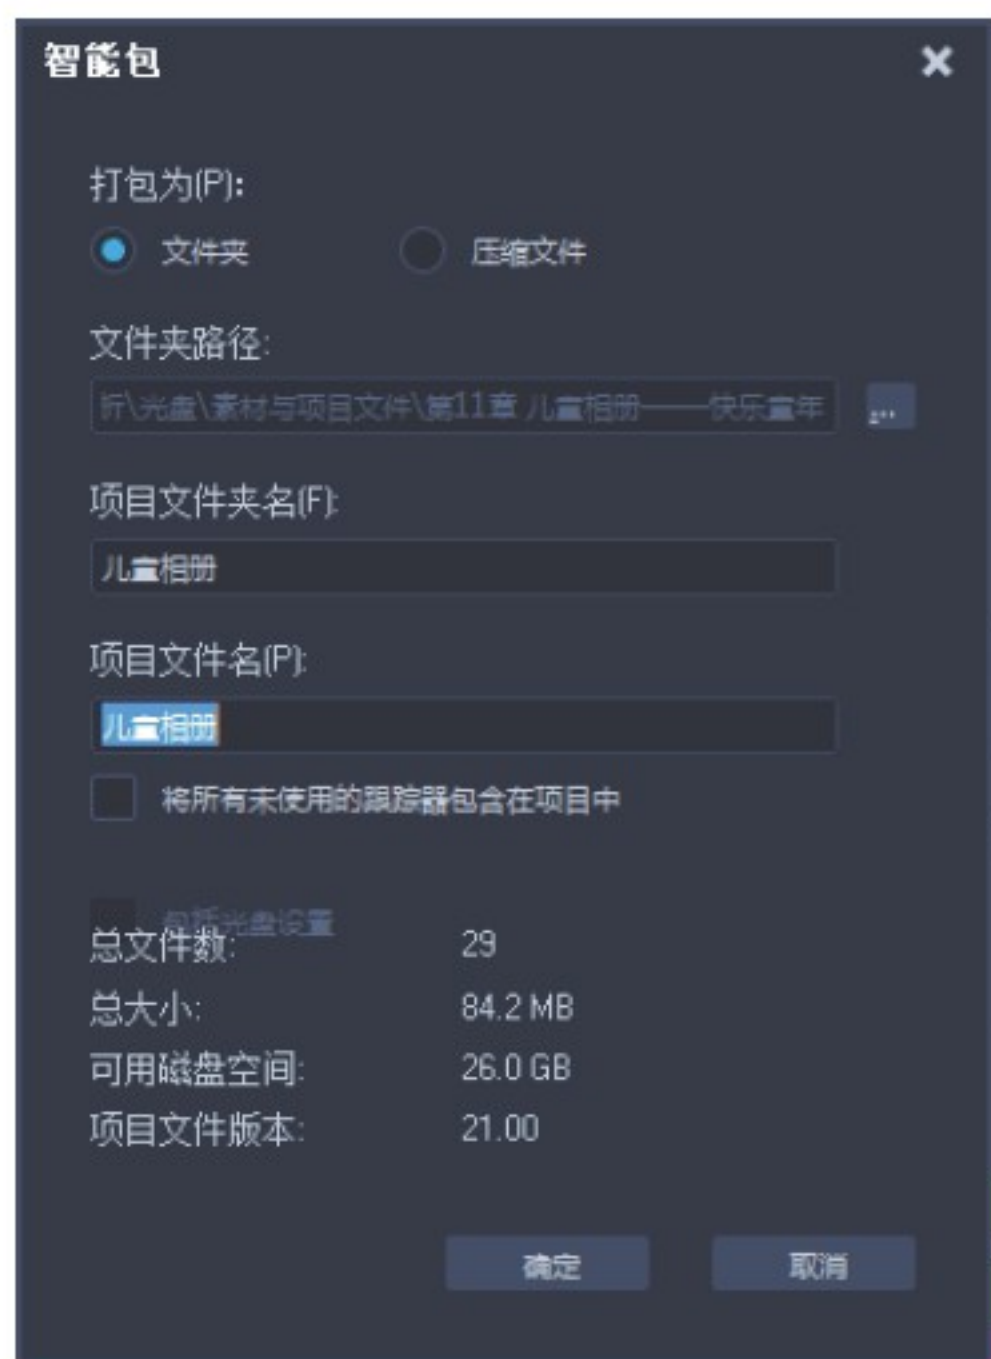 智能包
打包为(P):
文件夹 压缩文件
文件夹路径:
析\光盘\素材与项目文件\第11章 儿童相册——快乐童年 ...
项目文件夹名(F):
儿童相册
项目文件名(P):
儿童相册
将所有未使用的跟踪器包含在项目中
包括光盘设置
总文件数: 29
总大小: 84.2 MB
可用磁盘空间: 26.0 GB
项目文件版本: 21.00
确定 取消